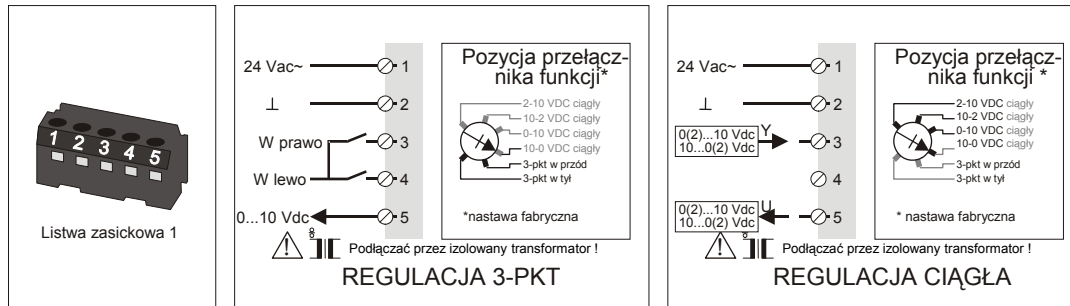 1 2 3 4 5
Listwa zasickowa 1
24 Vac~
1
⊥
2
W prawo
3
W lewo
4
0...10 Vdc
5
Pozycja przełącz-
nika funkcji*
2-10 VDC ciągły
10-2 VDC ciągły
0-10 VDC ciągły
10-0 VDC ciągły
3-pkt w przód
3-pkt w tył
*nastawa fabryczna
Podłączać przez izolowany transformator !
REGULACJA 3-PKT
24 Vac~
1
⊥
2
0(2)...10 Vdc
10...0(2) Vdc
Y
3
4
0(2)...10 Vdc
10...0(2) Vdc
U
5
Pozycja przełącz-
nika funkcji *
2-10 VDC ciągły
10-2 VDC ciągły
0-10 VDC ciągły
10-0 VDC ciągły
3-pkt w przód
3-pkt w tył
* nastawa fabryczna
Podłączać przez izolowany transformator !
REGULACJA CIĄGŁA